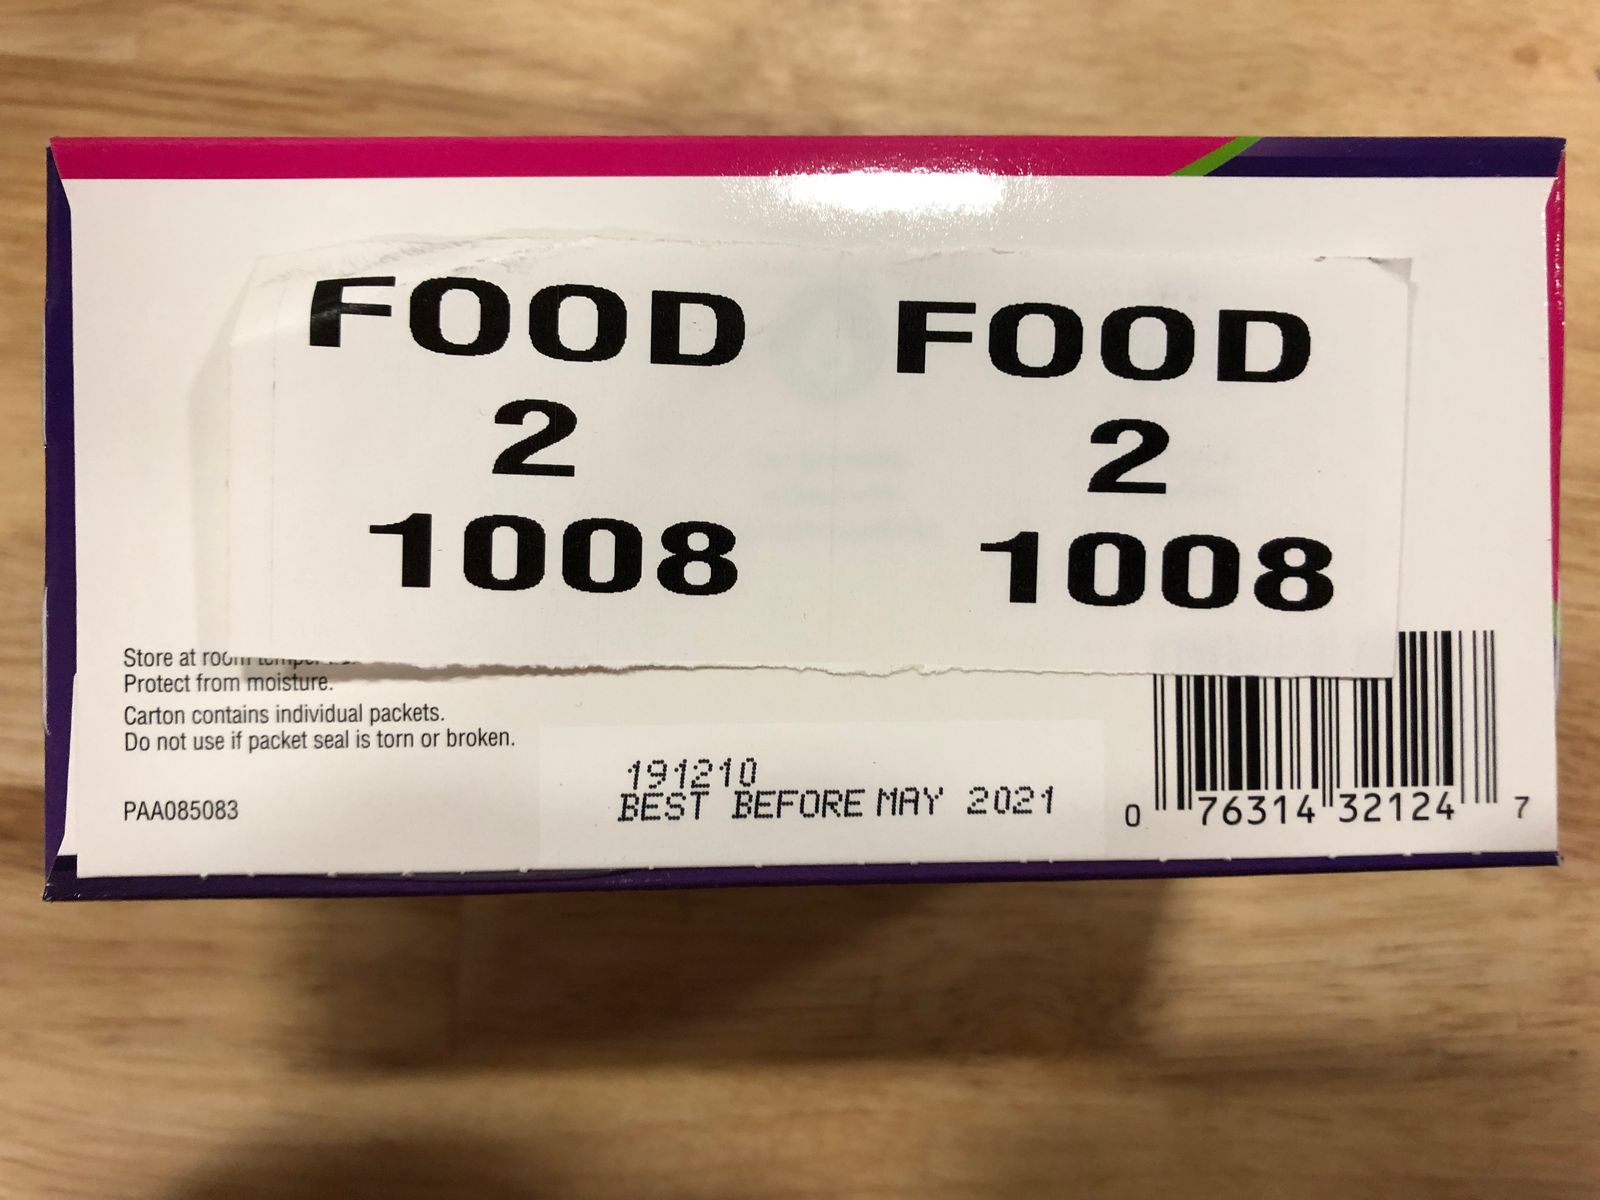 FOOD FOOD
2 2
1008 1008
Store at room
Protect from moisture.
Carton contains individual packets.
Do not use if packet seal is torn or broken.
PAA085083
191210
BEST BEFORE MAY 2021
0 76314 32124 7